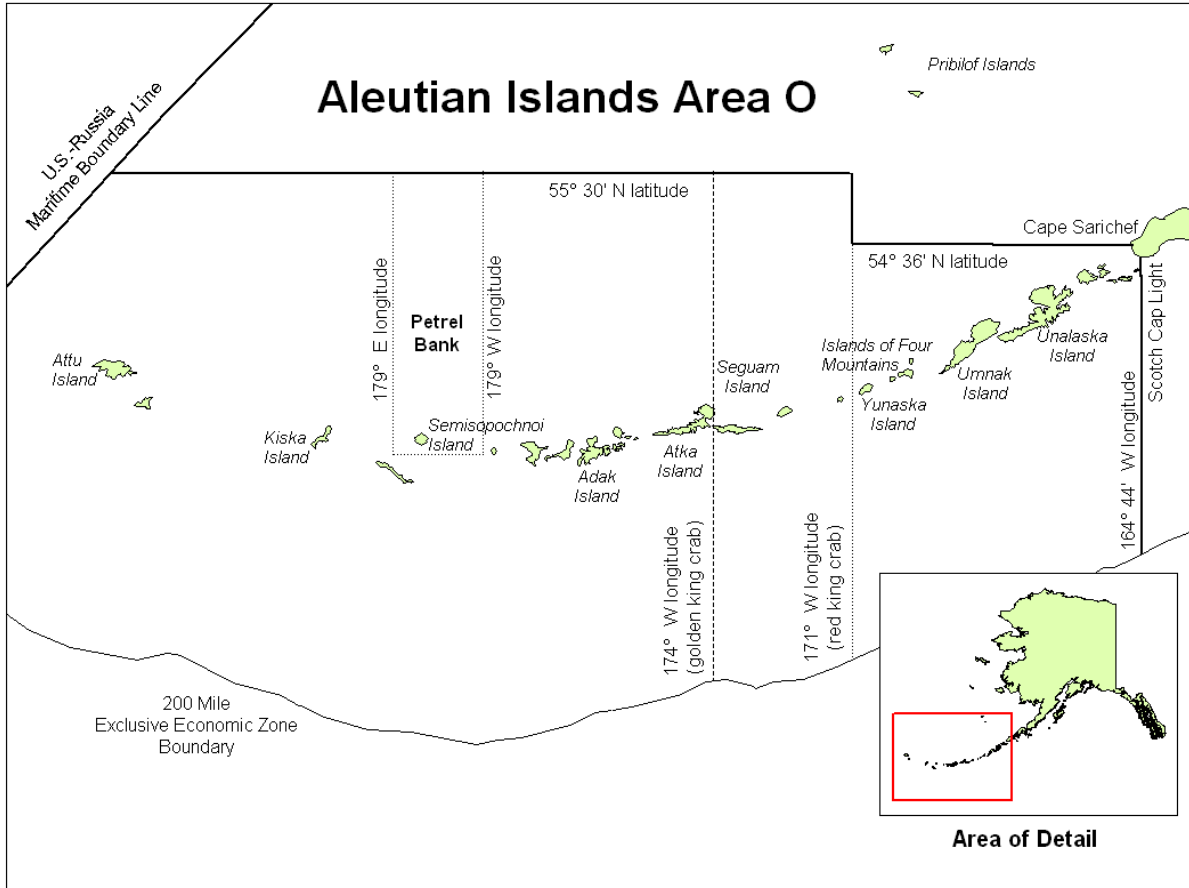 Pribilof Islands
Aleutian Islands Area O
U.S.-Russia
Maritime Boundary Line
55° 30' N latitude
Cape Sarichef
54° 36' N latitude
Scotch Cap Light
179° E longitude
Petrel
Bank
179° W longitude
Attu
Island
Seguam
Island
Islands of Four
Mountains
Unalaska
Island
Umnak
Island
Yunaska
Island
Semisopochnoi
Island
Kiska
Island
Adak
Island
Atka
Island
164° 44' W longitude
174° W longitude
(golden king crab)
171° W longitude
(red king crab)
200 Mile
Exclusive Economic Zone
Boundary
Area of Detail